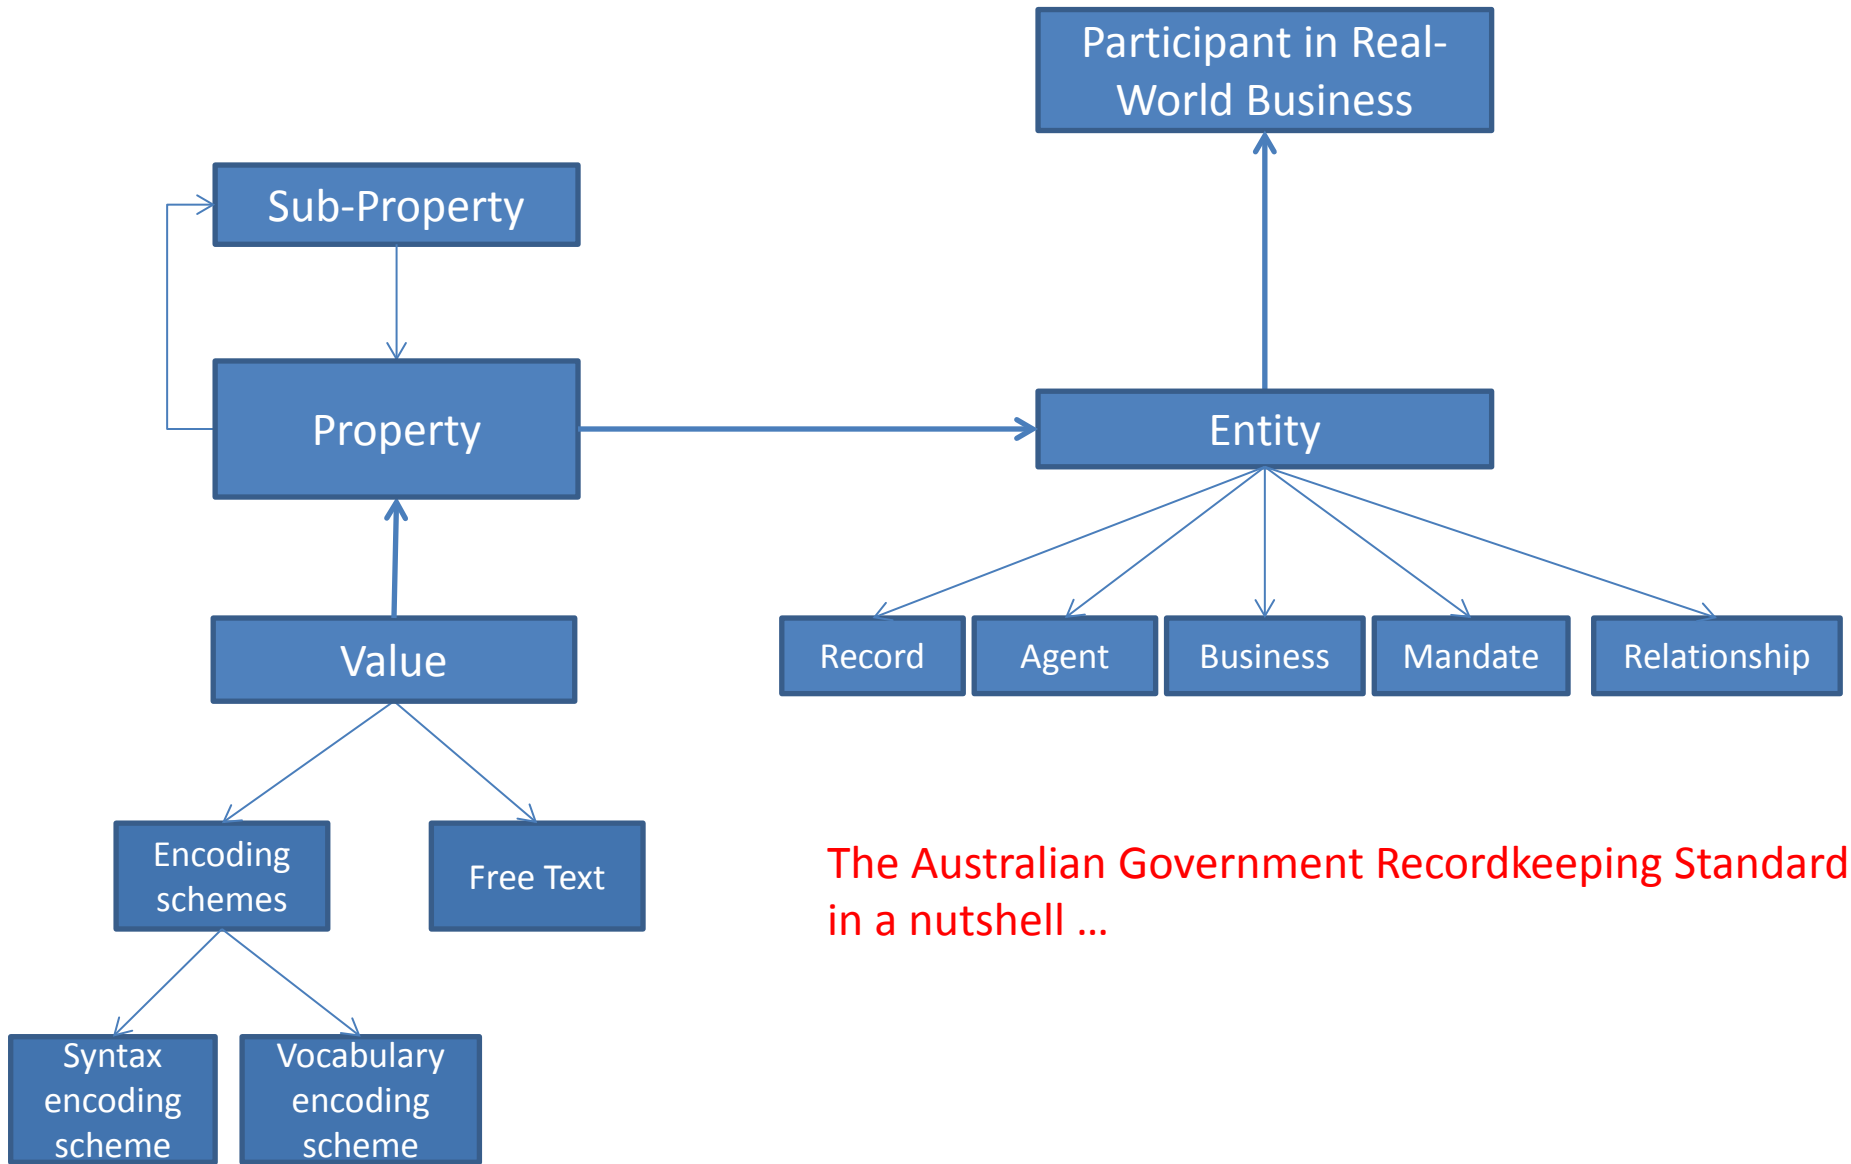 Participant in Real-
World Business
Sub-Property
Property
Entity
Value
Record
Agent
Business
Mandate
Relationship
Encoding
schemes
Free Text
The Australian Government Recordkeeping Standard
in a nutshell ...
Syntax
encoding
scheme
Vocabulary
encoding
scheme